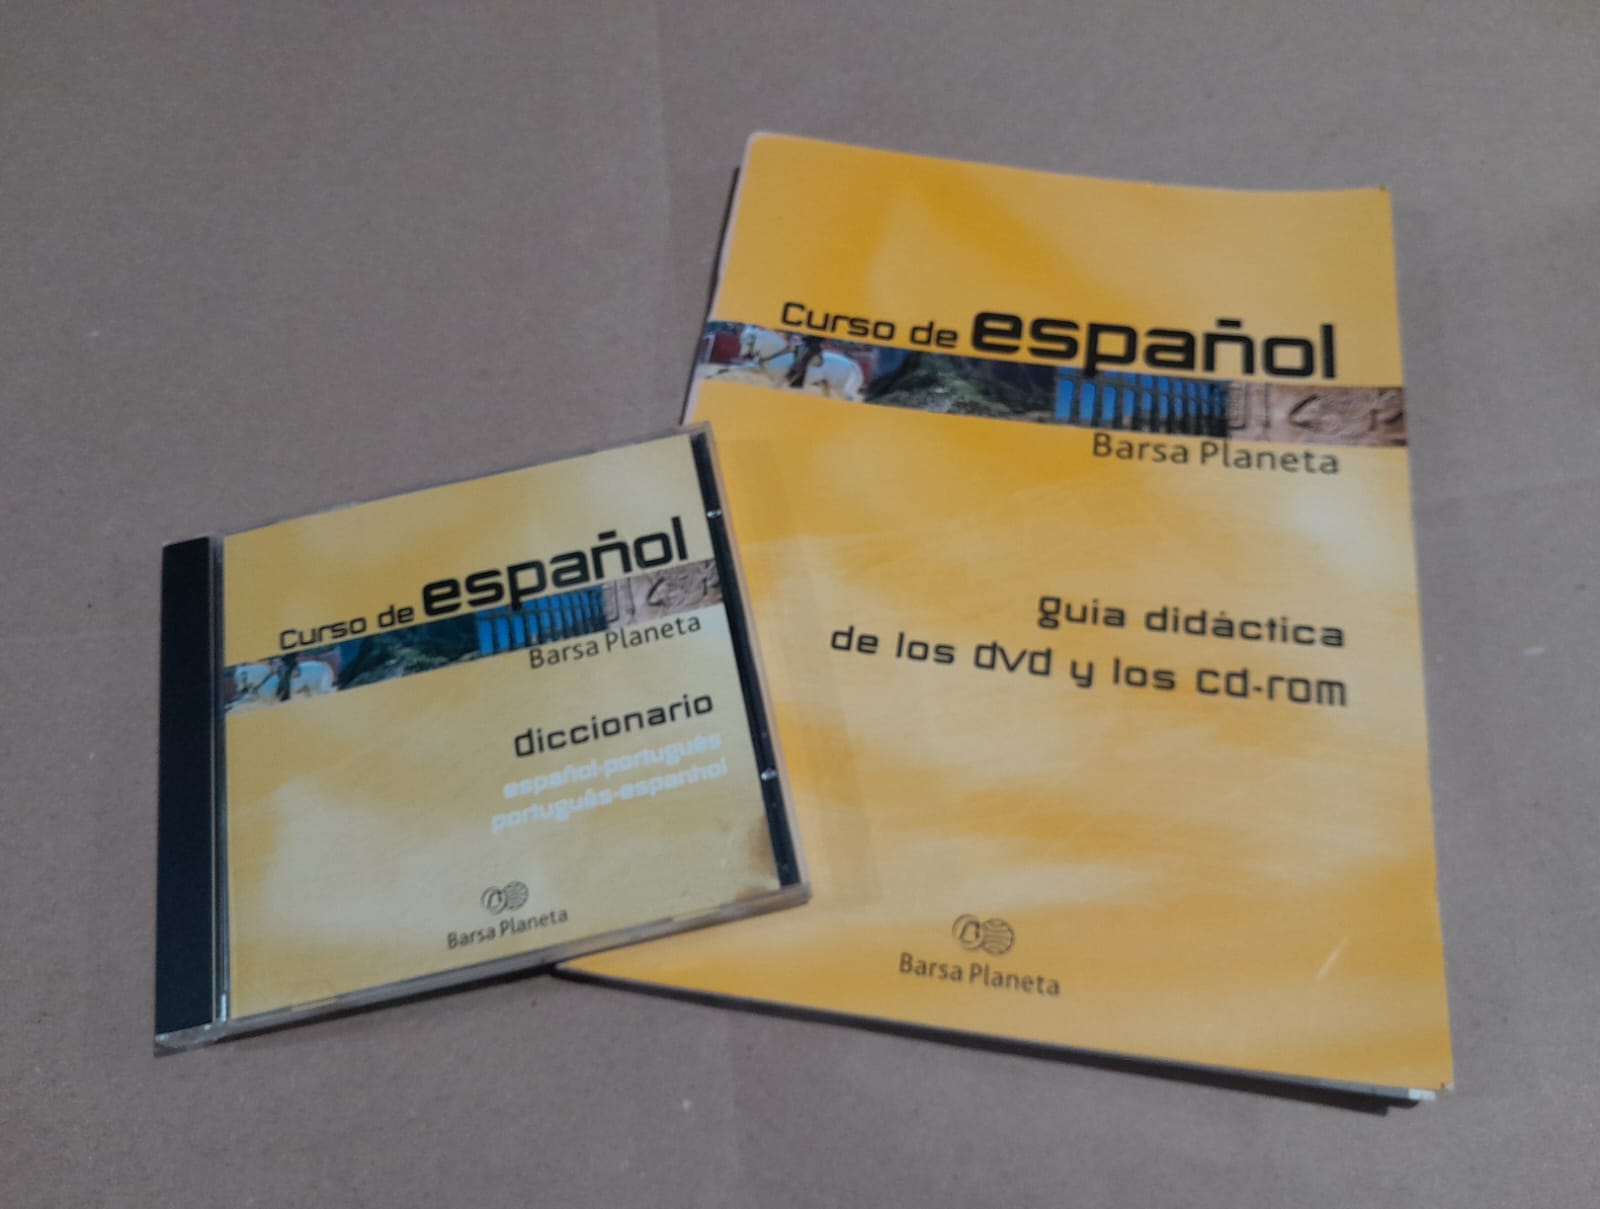 Curso de español
Barsa Planeta
diccionario
español-portugués
português-espanhol
Barsa Planeta
Curso de español
Barsa Planeta
guía didáctica
de los dvd y los cd-rom
Barsa Planeta